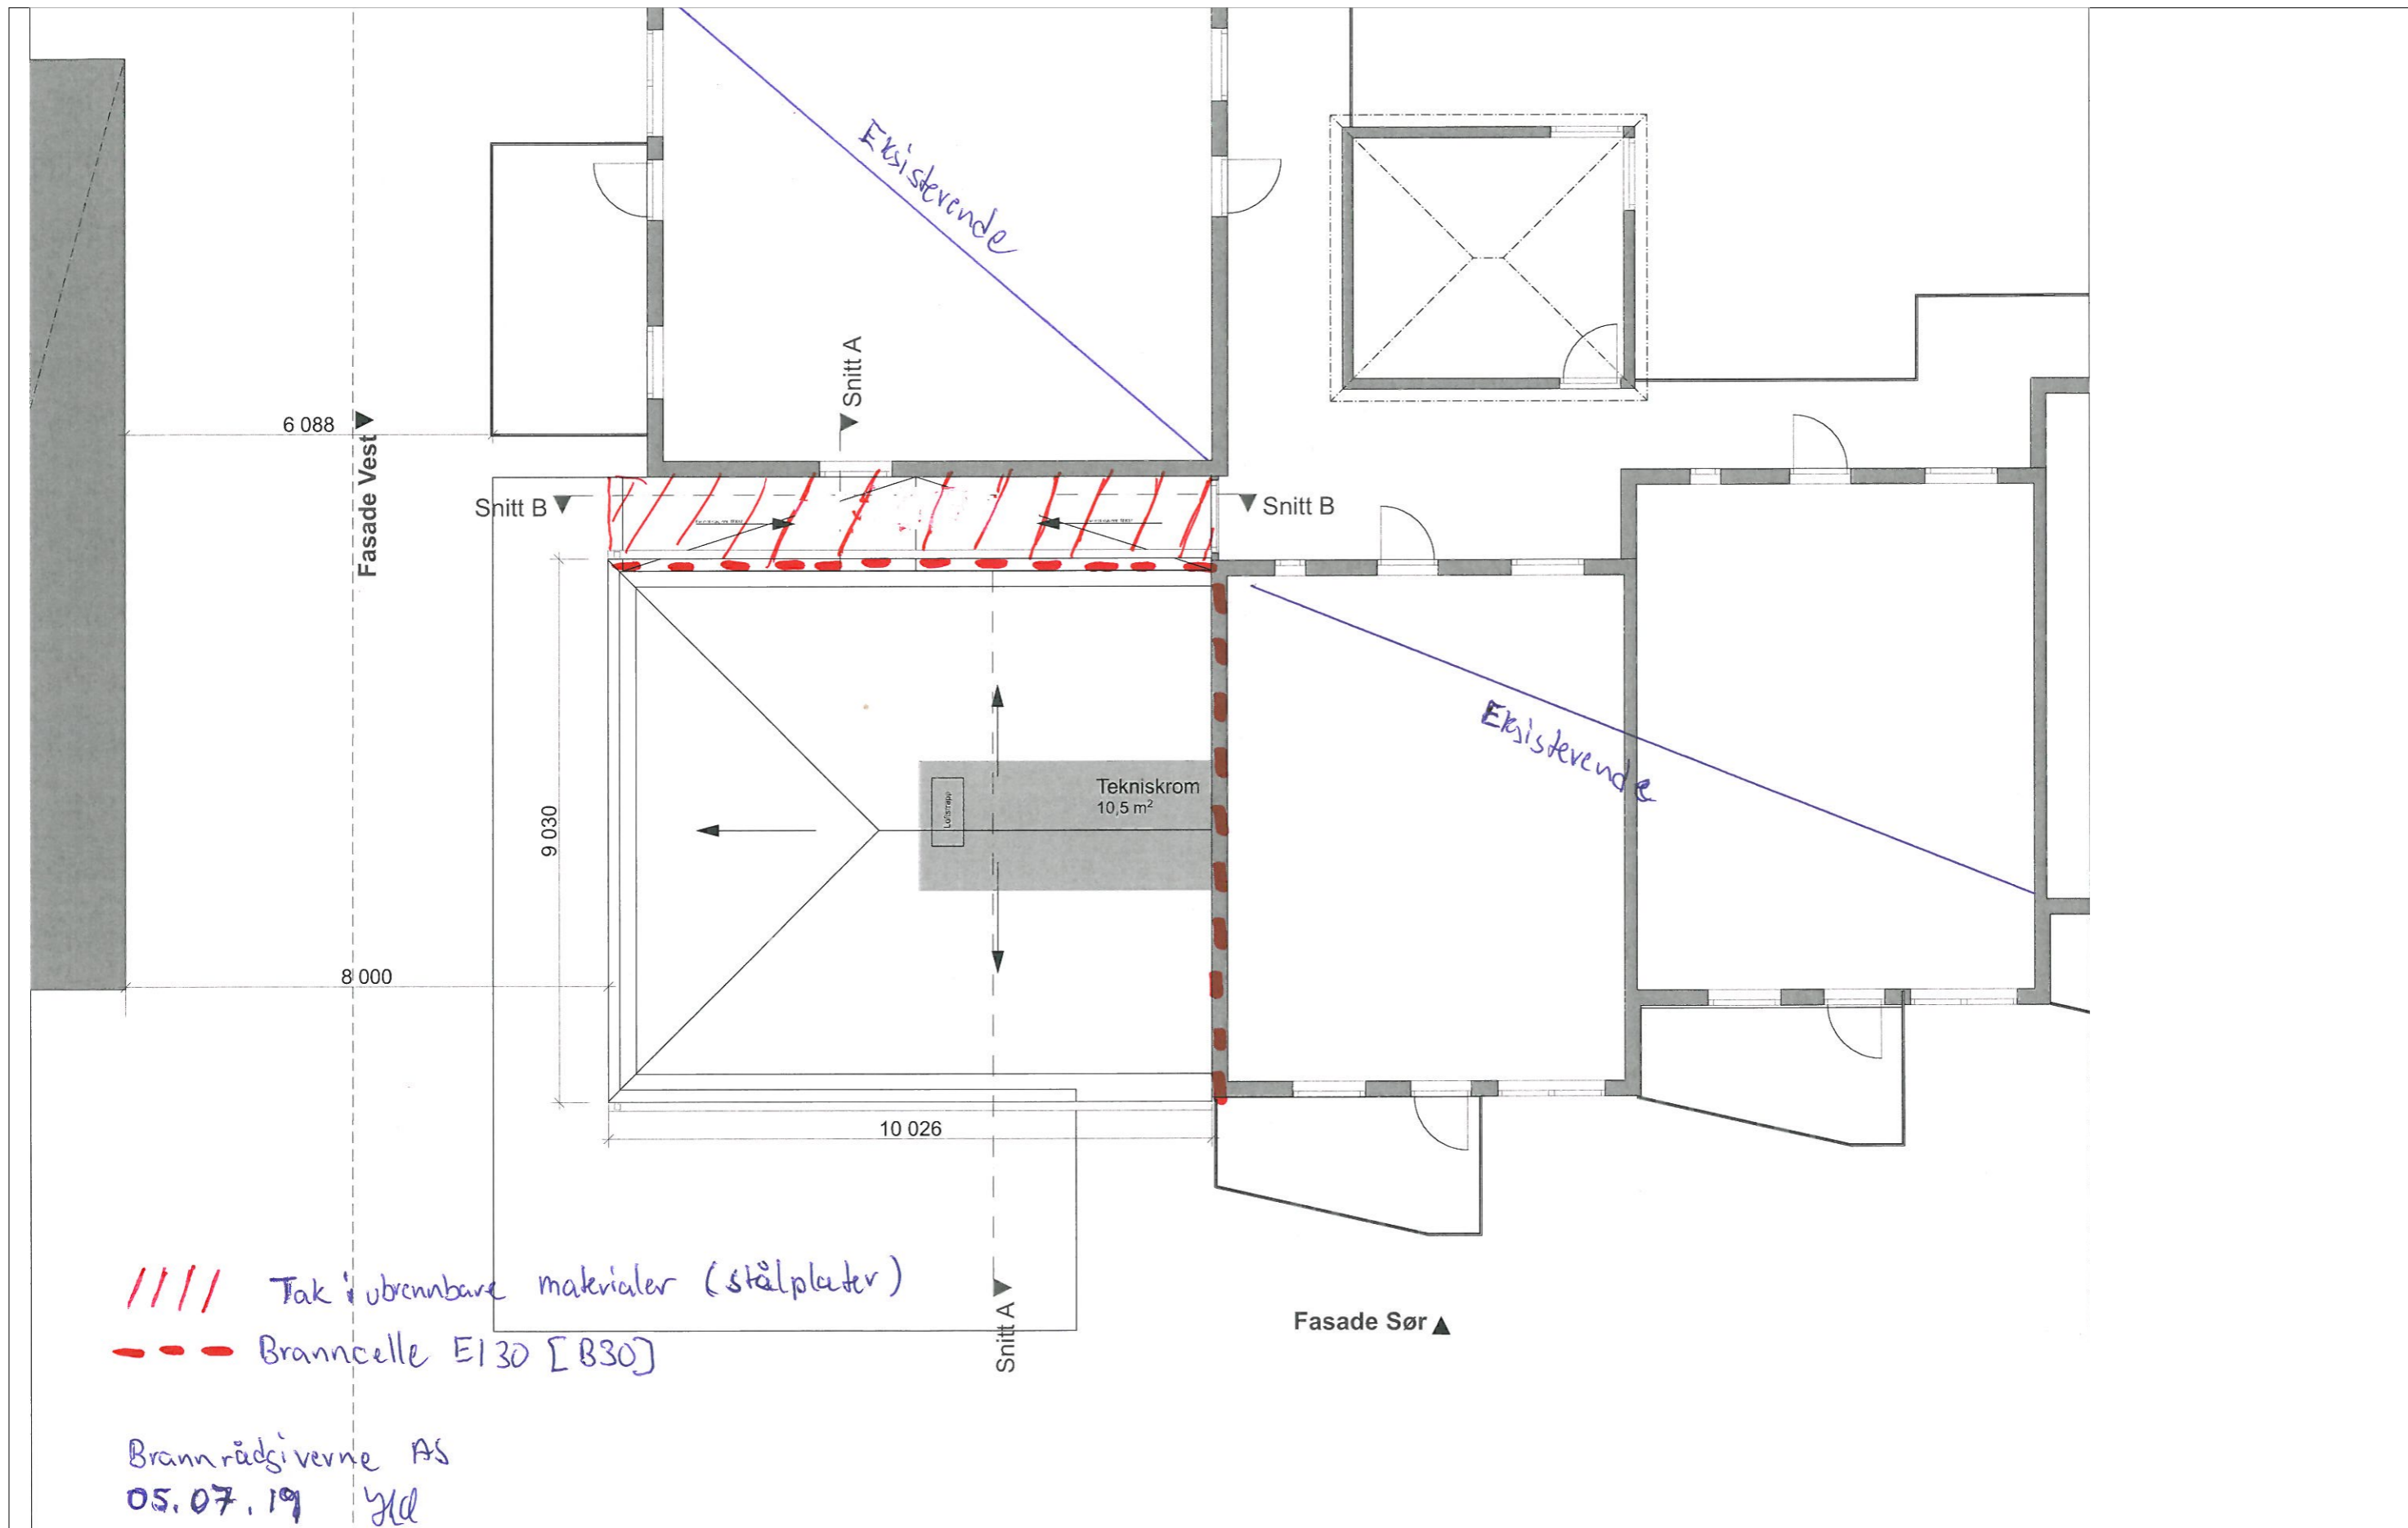 Eksisterende
Snitt A
6 088
Fasade Vest
Snitt B
Snitt B
Eksisterende
Tekniskrom
10,5 m²
9 030
8 000
10 026
Tak i ubrennbare materialer (stålplater)
Snitt A
Fasade Sør
Branncelle EI 30 [B30]
Brannrådgiverne AS
05.07.19